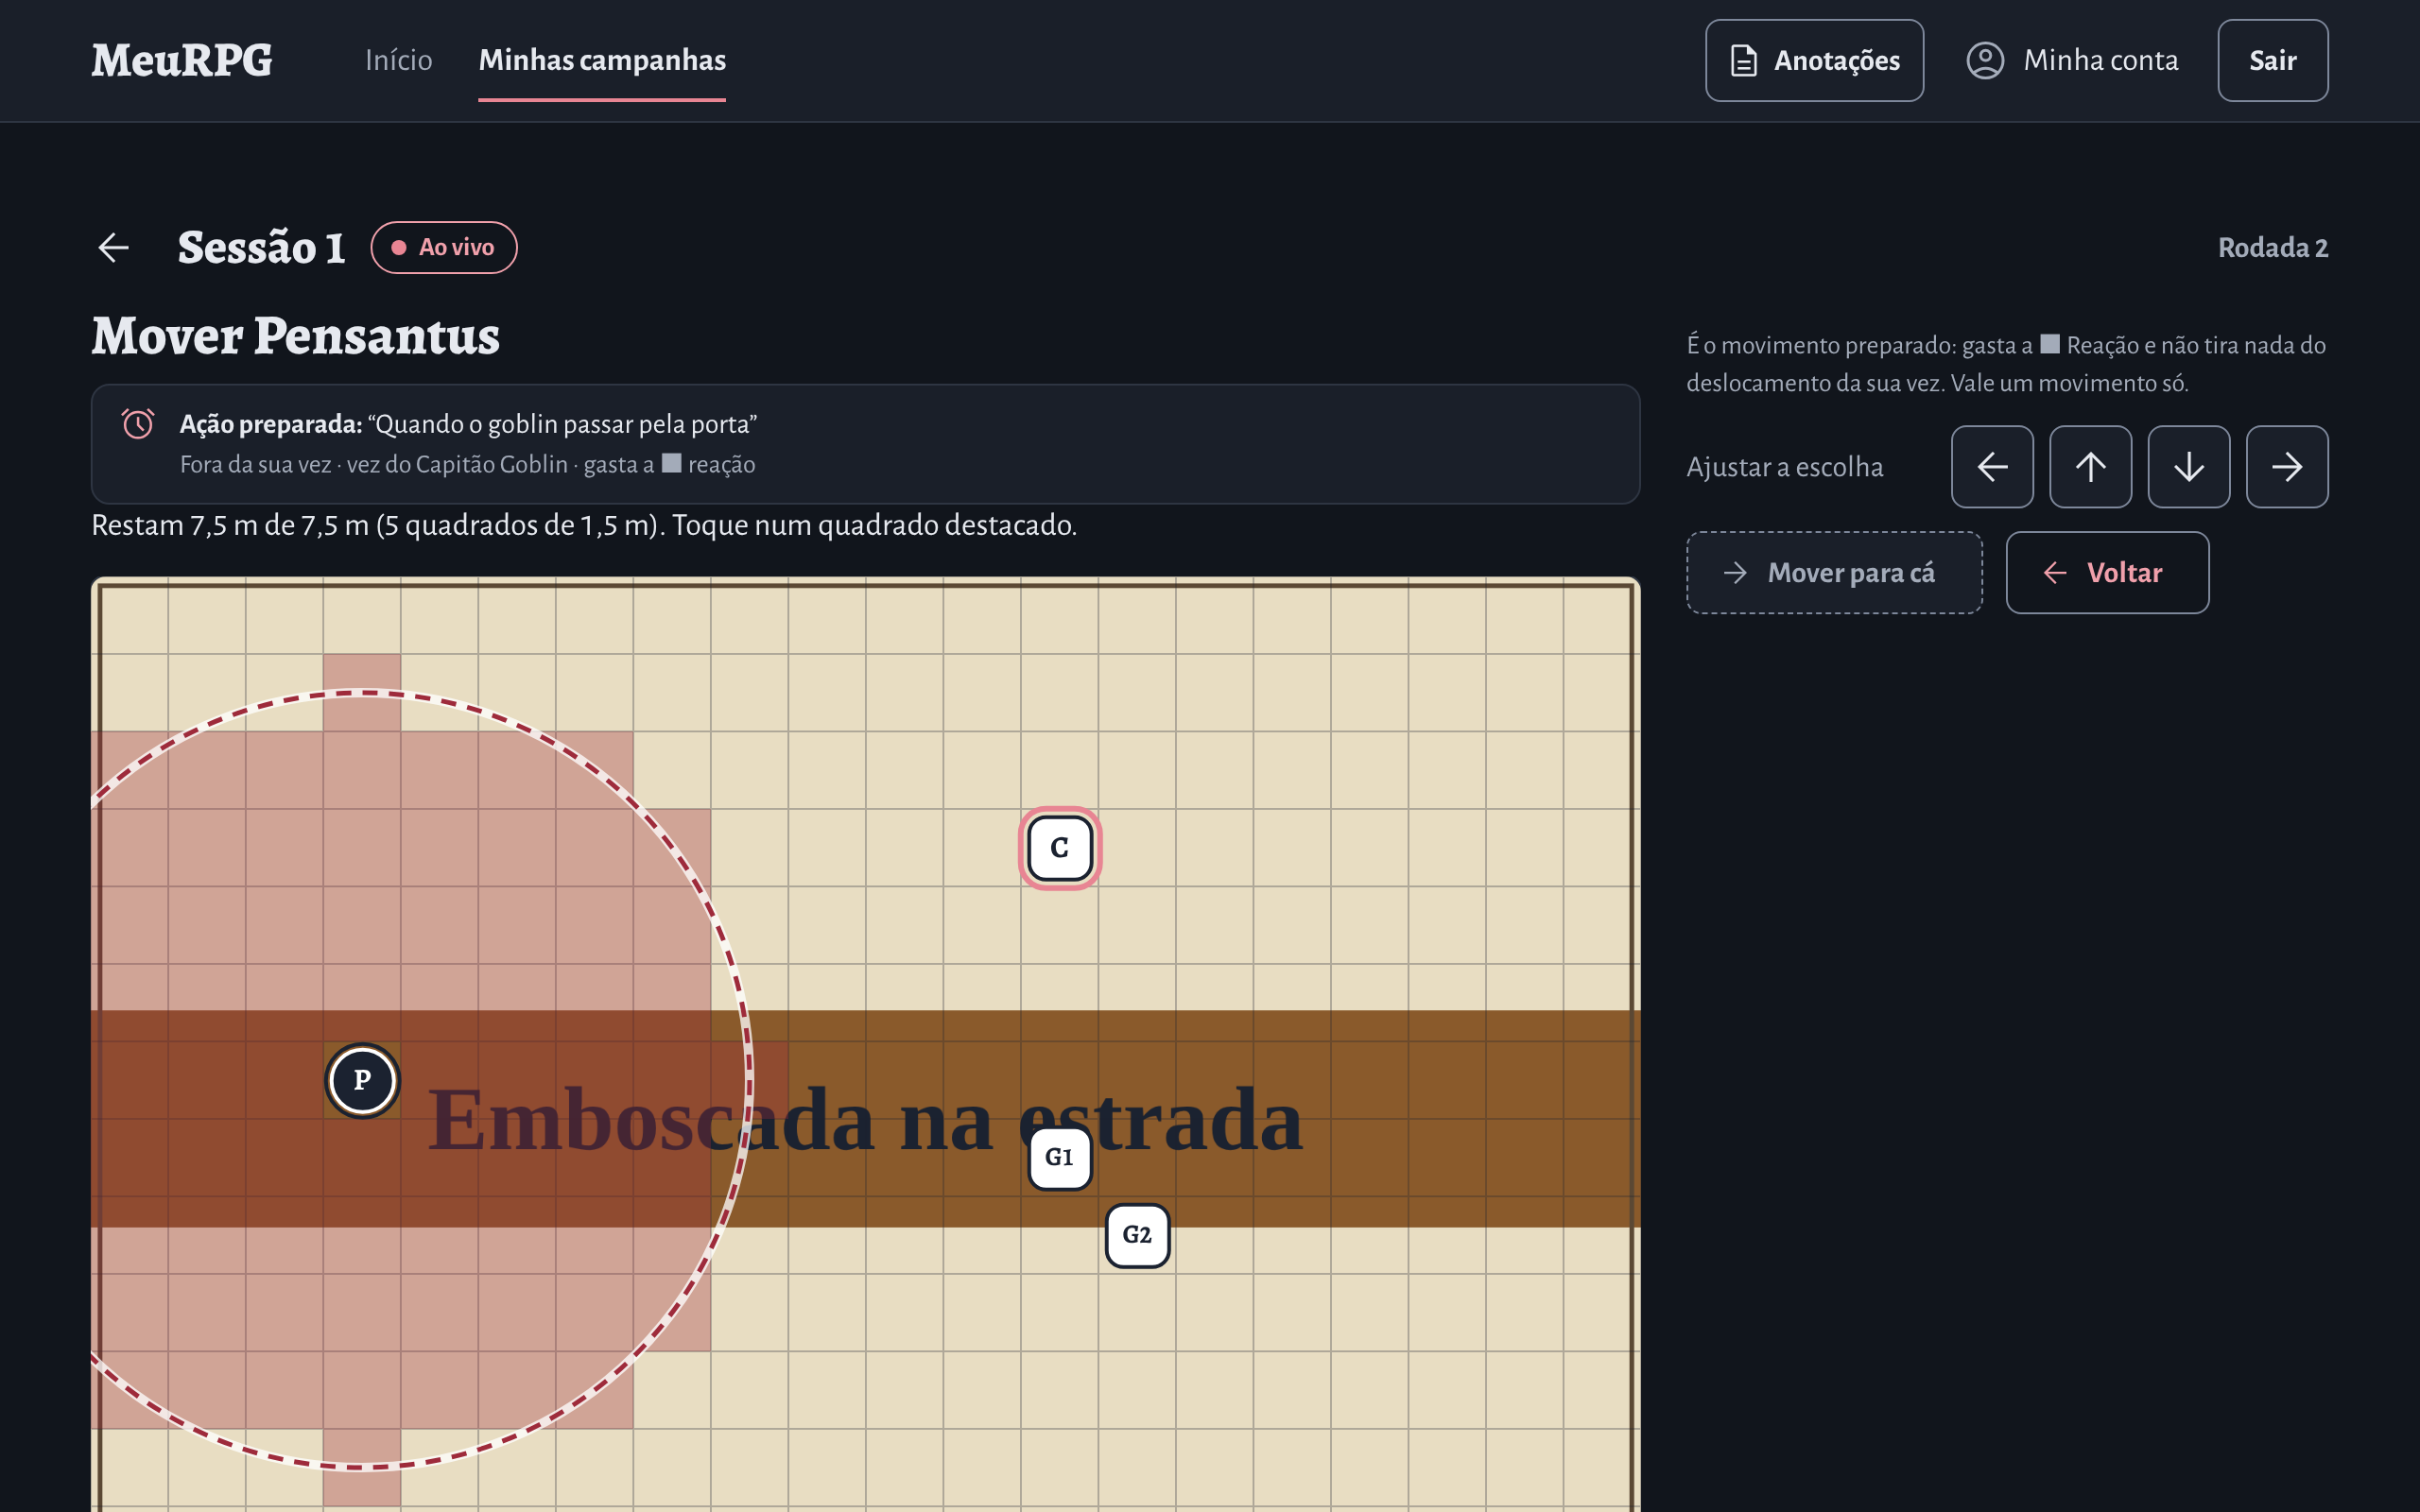 MeuRPG
Início
Minhas campanhas
Anotações
Minha conta
Sair
Sessão 1
Ao vivo
Rodada 2
Mover Pensantus
Ação preparada: “Quando o goblin passar pela porta”
Fora da sua vez · vez do Capitão Goblin · gasta a reação
Restam 7,5 m de 7,5 m (5 quadrados de 1,5 m). Toque num quadrado destacado.
É o movimento preparado: gasta a Reação e não tira nada do
deslocamento da sua vez. Vale um movimento só.
Ajustar a escolha
Mover para cá
Voltar
C
P
Emboscada na estrada
G1
G2